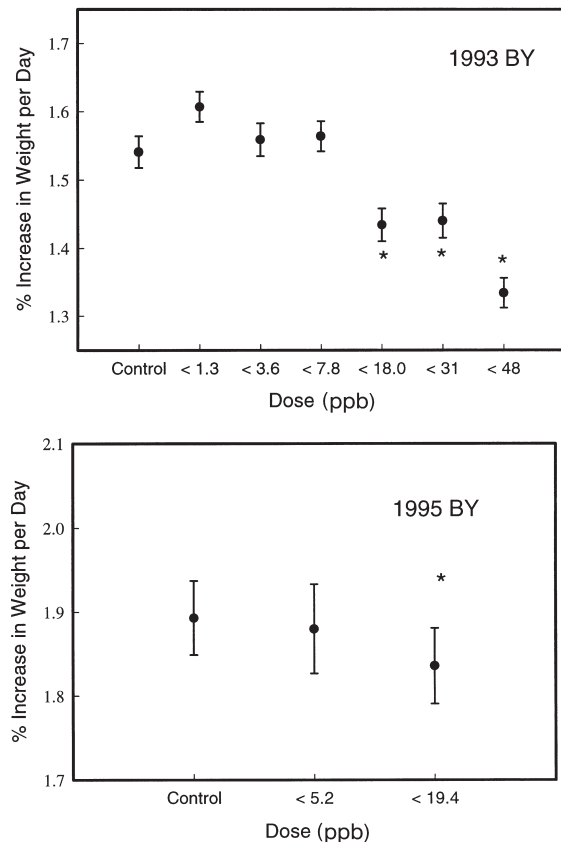 1.7
1993 BY
1.6
1.5
1.4
* * *
1.3
% Increase in Weight per Day
Control < 1.3 < 3.6 < 7.8 < 18.0 < 31 < 48
Dose (ppb)
2.1
2.0
1995 BY
*
1.9
1.8
1.7
% Increase in Weight per Day
Control < 5.2 < 19.4
Dose (ppb)